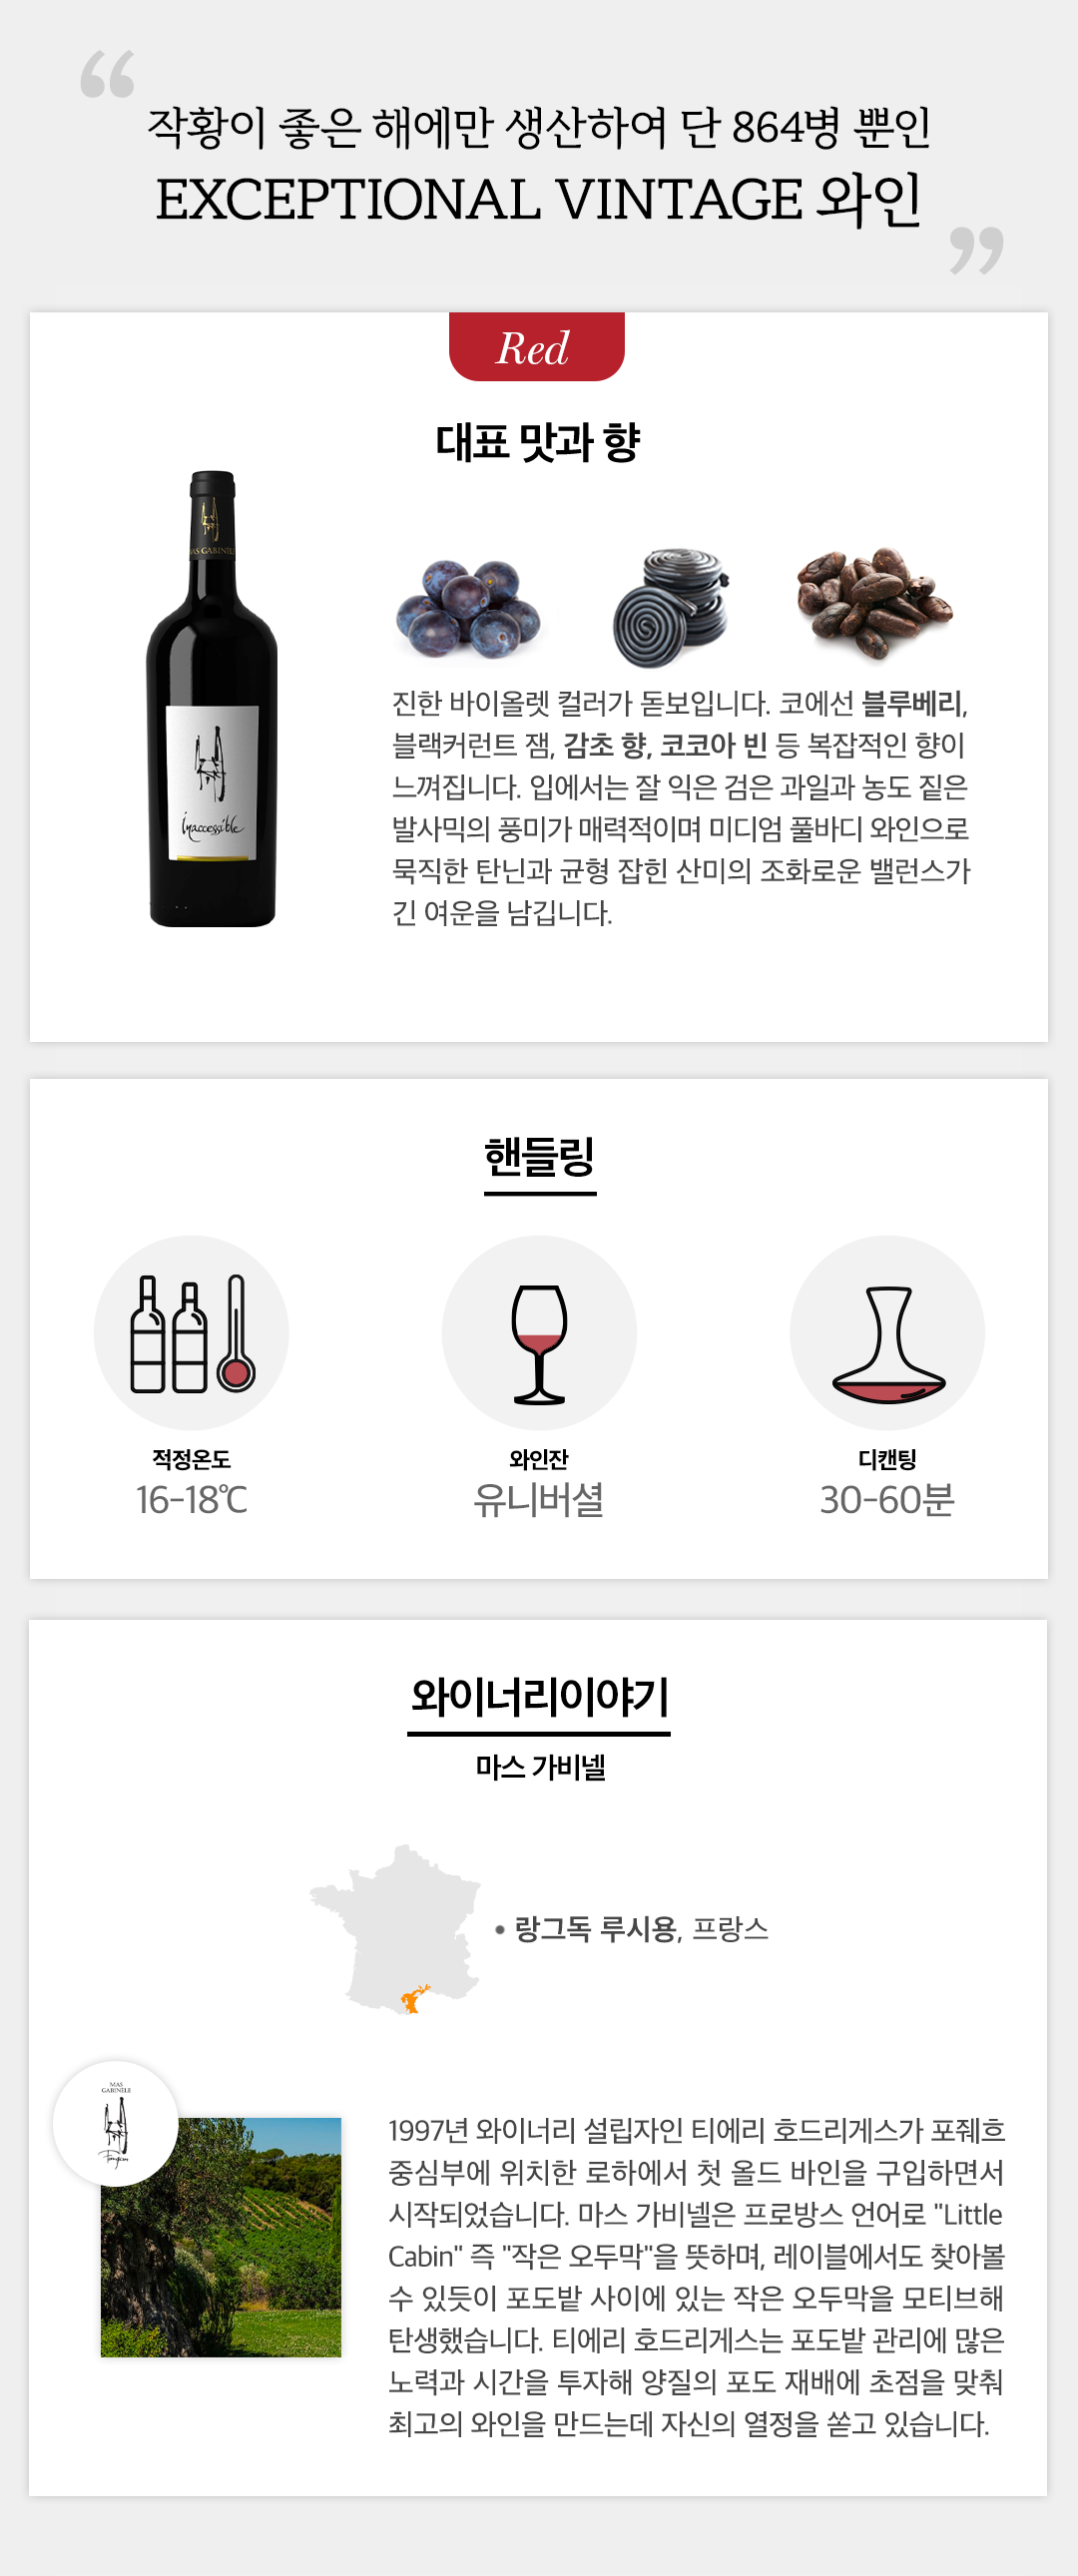 “
작황이 좋은 해에만 생산하여 단 864병 뿐인
EXCEPTIONAL VINTAGE 와인
”
Red
대표 맛과 향
MAS GABINELE
Inaccessible
진한 바이올렛 컬러가 돋보입니다. 코에선 블루베리,
블랙커런트 잼, 감초 향, 코코아 빈 등 복잡적인 향이
느껴집니다. 입에서는 잘 익은 검은 과일과 농도 짙은
발사믹의 풍미가 매력적이며 미디엄 풀바디 와인으로
묵직한 탄닌과 균형 잡힌 산미의 조화로운 밸런스가
긴 여운을 남깁니다.
핸들링
적정온도
16-18℃
와인잔
유니버셜
디캔팅
30-60분
와이너리이야기
마스 가비넬
• 랑그독 루시용, 프랑스
MAS
GABINELE
1997년 와이너리 설립자인 티에리 호드리게스가 포줴흐
중심부에 위치한 로하에서 첫 올드 바인을 구입하면서
시작되었습니다. 마스 가비넬은 프로방스 언어로 "Little
Cabin" 즉 "작은 오두막"을 뜻하며, 레이블에서도 찾아볼
수 있듯이 포도밭 사이에 있는 작은 오두막을 모티브해
탄생했습니다. 티에리 호드리게스는 포도밭 관리에 많은
노력과 시간을 투자해 양질의 포도 재배에 초점을 맞춰
최고의 와인을 만드는데 자신의 열정을 쏟고 있습니다.